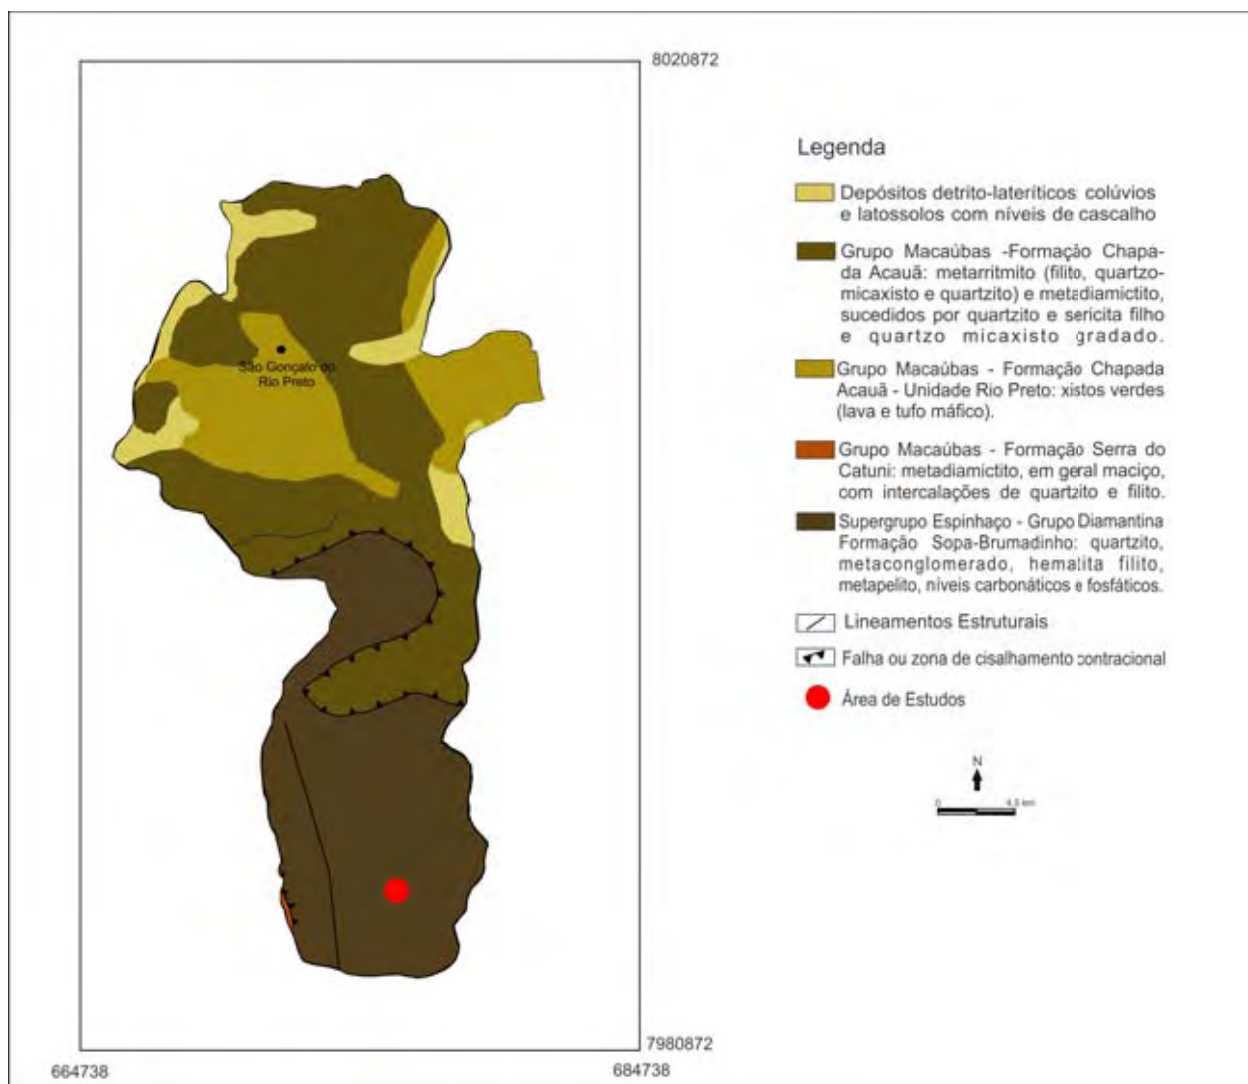 8020872
Legenda
Depósitos detrito-lateríticos colúvios
e latossolos com níveis de cascalho
Grupo Macaúbas -Formação Chapa-
da Acauã: metarritmito (filito, quartzo-
micaxisto e quartzito) e metadiamictito,
sucedidos por quartzito e sericita filho
e quartzo micaxisto gradado.
Grupo Macaúbas - Formação Chapada
Acauã - Unidade Rio Preto: xistos verdes
(lava e tufo máfico).
Grupo Macaúbas - Formação Serra do
Catuni: metadiamictito, em geral maciço,
com intercalações de quartzito e filito.
Supergrupo Espinhaço - Grupo Diamantina
Formação Sopa-Brumadinho: quartzito,
metaconglomerado, hematita filito,
metapelito, níveis carbonáticos e fosfáticos.
Lineamentos Estruturais
Falha ou zona de cisalhamento contracional
Área de Estudos
São Gonçalo do
Rio Preto
N
0 4,5 km
7980872
664738
684738